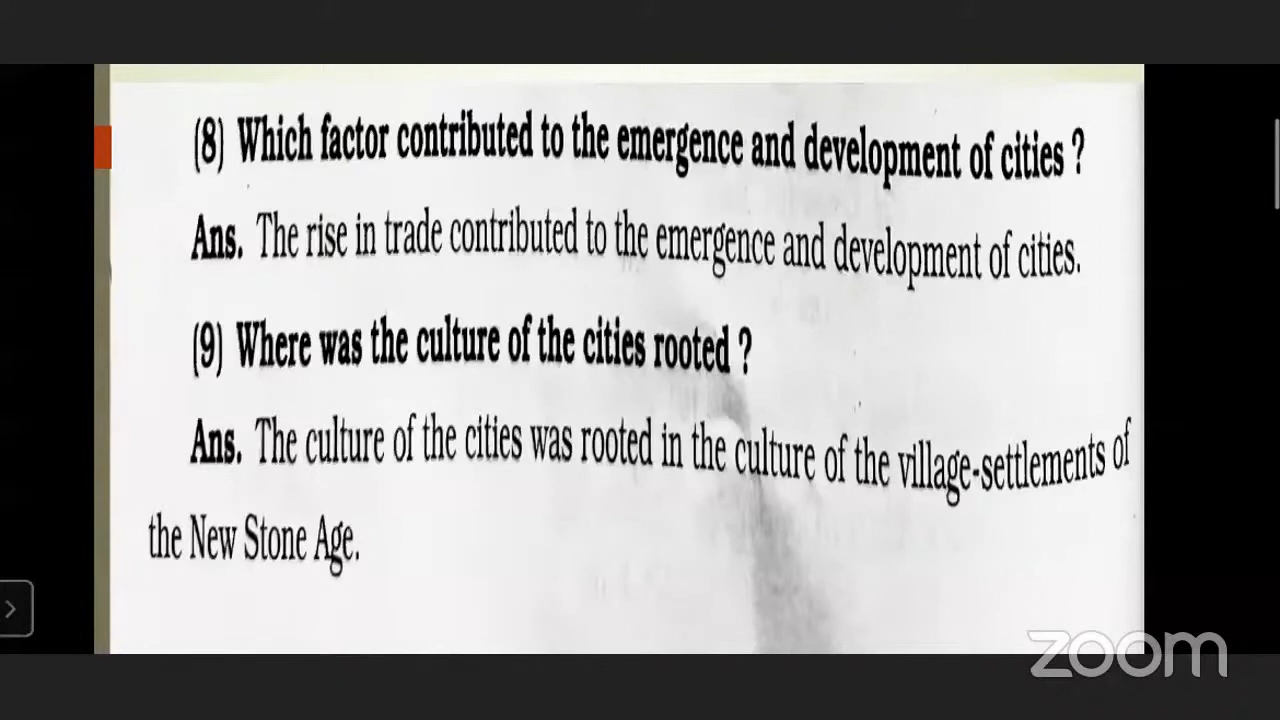 (8) Which factor contributed to the emergence and development of cities ?
Ans. The rise in trade contributed to the emergence and development of cities.
(9) Where was the culture of the cities rooted ?
Ans. The culture of the cities was rooted in the culture of the village-settlements of
the New Stone Age.
zoom